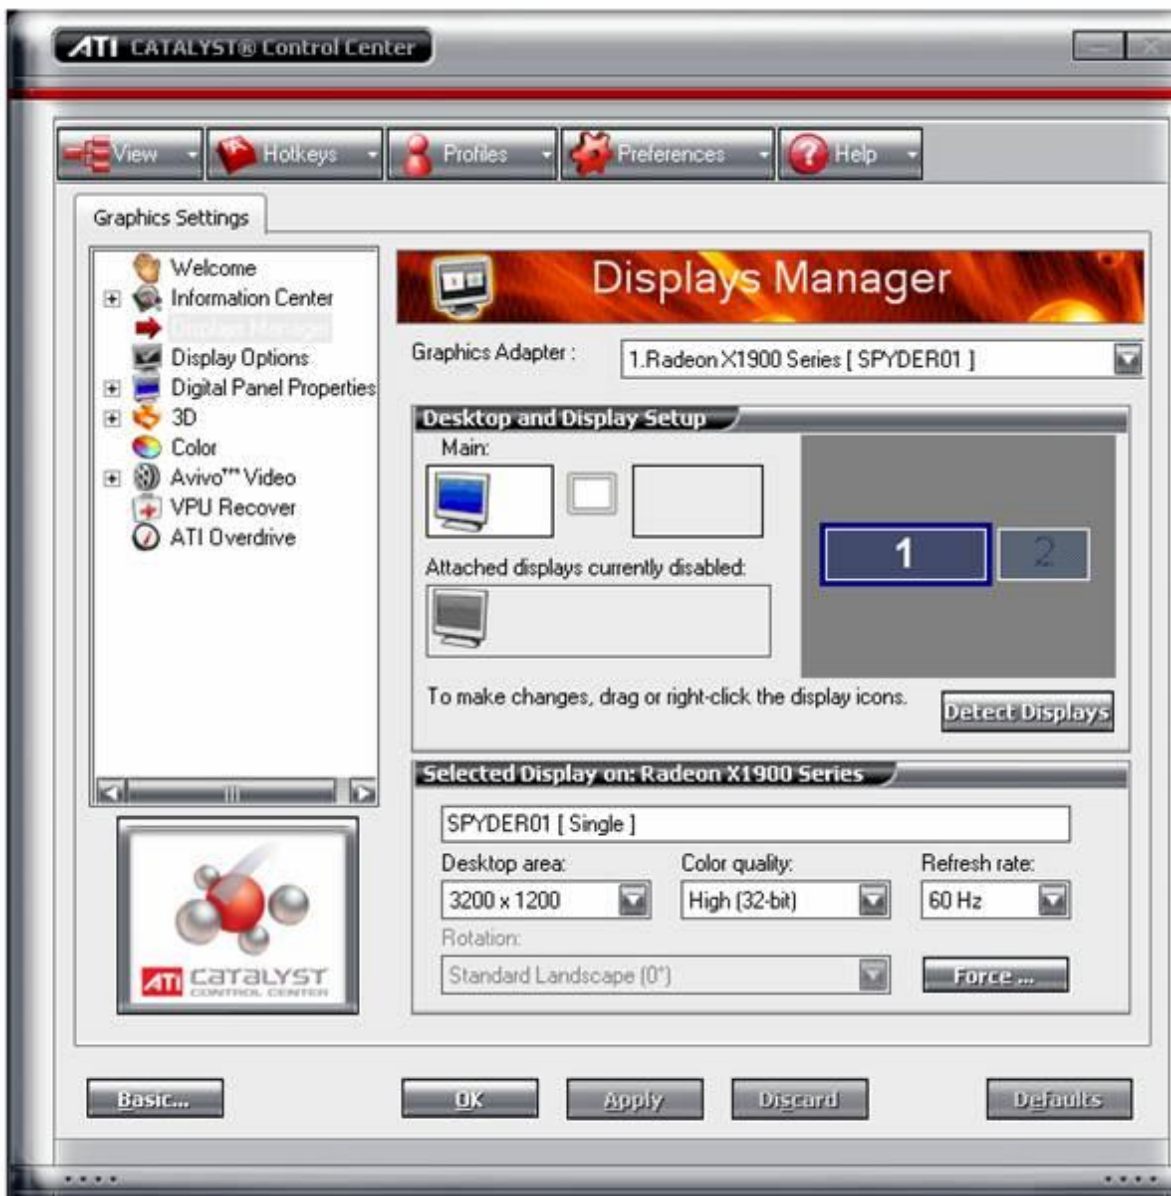 ATI CATALYST® Control Center
View
Hotkeys
Profiles
Preferences
? Help
Graphics Settings
Welcome
Information Center
Displays Manager
Display Options
Digital Panel Properties
3D
Color
Avivo™ Video
VPU Recover
ATI Overdrive
Displays Manager
Graphics Adapter :
1.Radeon X1900 Series [ SPYDER01 ]
Desktop and Display Setup
Main:
1
2
Attached displays currently disabled:
To make changes, drag or right-click the display icons.
Detect Displays
Selected Display on: Radeon X1900 Series
SPYDER01 [ Single ]
Desktop area:
Color quality:
Refresh rate:
3200 x 1200
High (32-bit)
60 Hz
Rotation:
Standard Landscape (0°)
Force ...
ATI CATALYST
CONTROL CENTER
Basic...
OK
Apply
Discard
Defaults